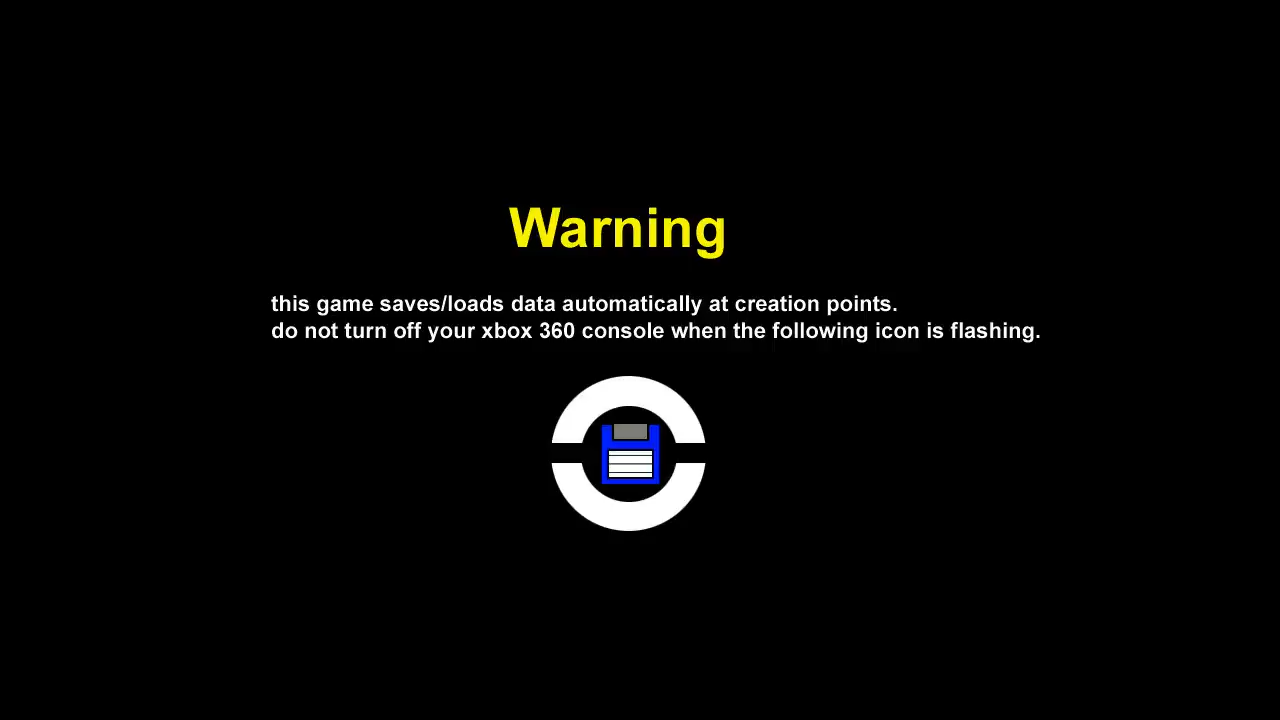 Warning
this game saves/loads data automatically at creation points.
do not turn off your xbox 360 console when the following icon is flashing.